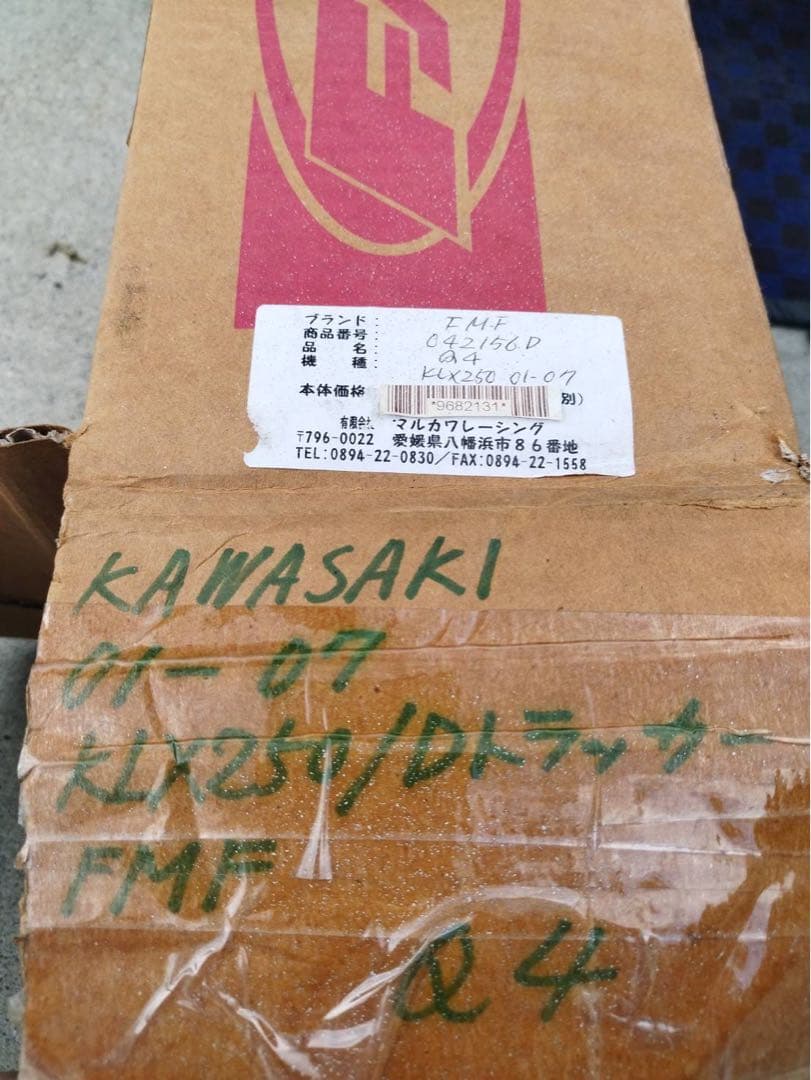 ブランド: FMF
商品番号: 042156D
品 名: Q4
機 種: KLX250 01-07
本体価格 別)
*9682131*
有限会社 マルカワレーシング
〒796-0022 愛媛県八幡浜市86番地
TEL:0894-22-0830/FAX:0894-22-1558
KAWASAKI
01-07
KLX250/Dトラッカー
FMF
Q4